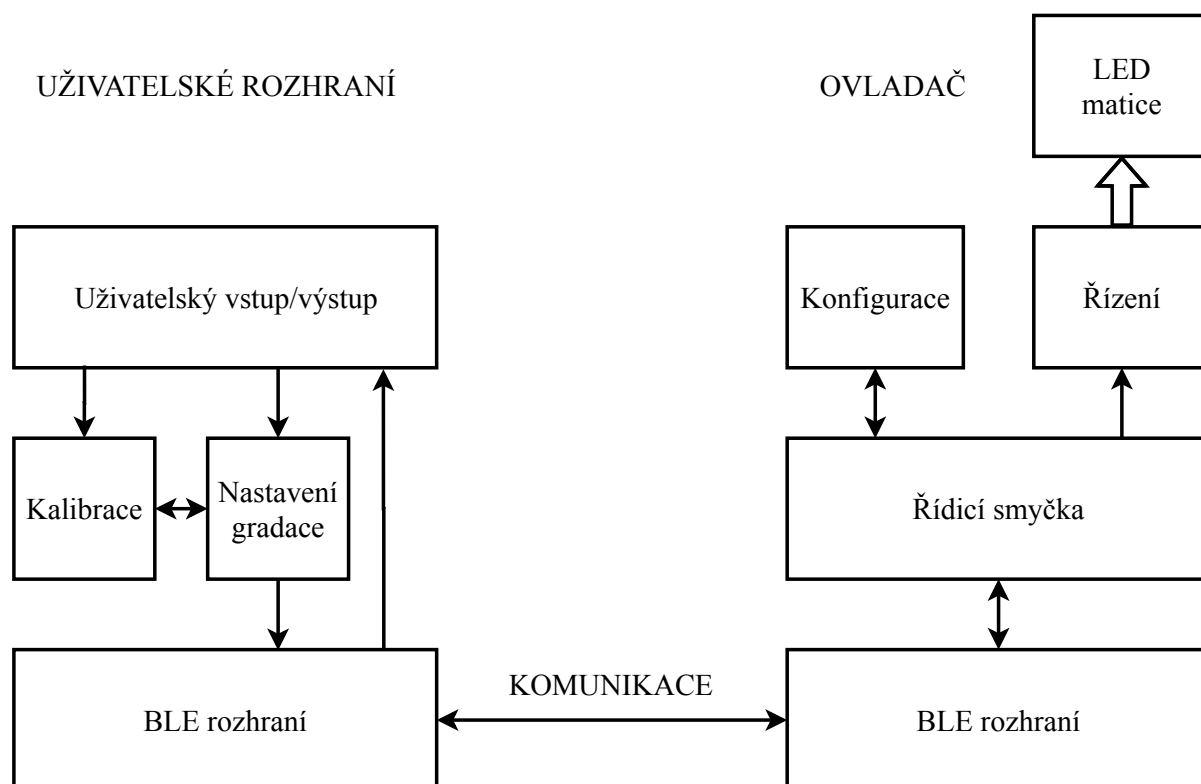 UŽIVATELSKÉ ROZHRANÍ
OVLADAČ
LED
matice
Uživatelský vstup/výstup
Konfigurace
Řízení
Kalibrace
Nastavení
gradace
Řídicí smyčka
KOMUNIKACE
BLE rozhraní
BLE rozhraní